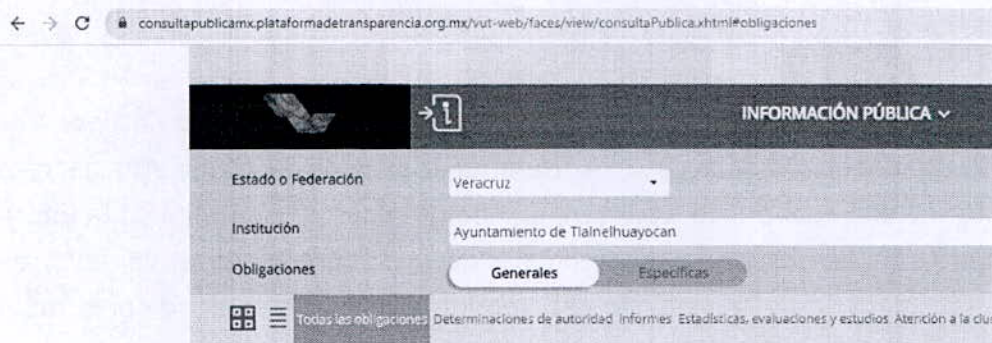 consultapublicamx.plataformadetransparencia.org.mx/vut-web/faces/view/consultaPublica.xhtml#obligaciones
INFORMACIÓN PÚBLICA
Estado o Federación
Veracruz
Institución
Ayuntamiento de Tlalnelhuayocan
Obligaciones
Generales
Específicas
Todas las obligaciones Determinaciones de autoridad Informes Estadísticas, evaluaciones y estudios Atención a la